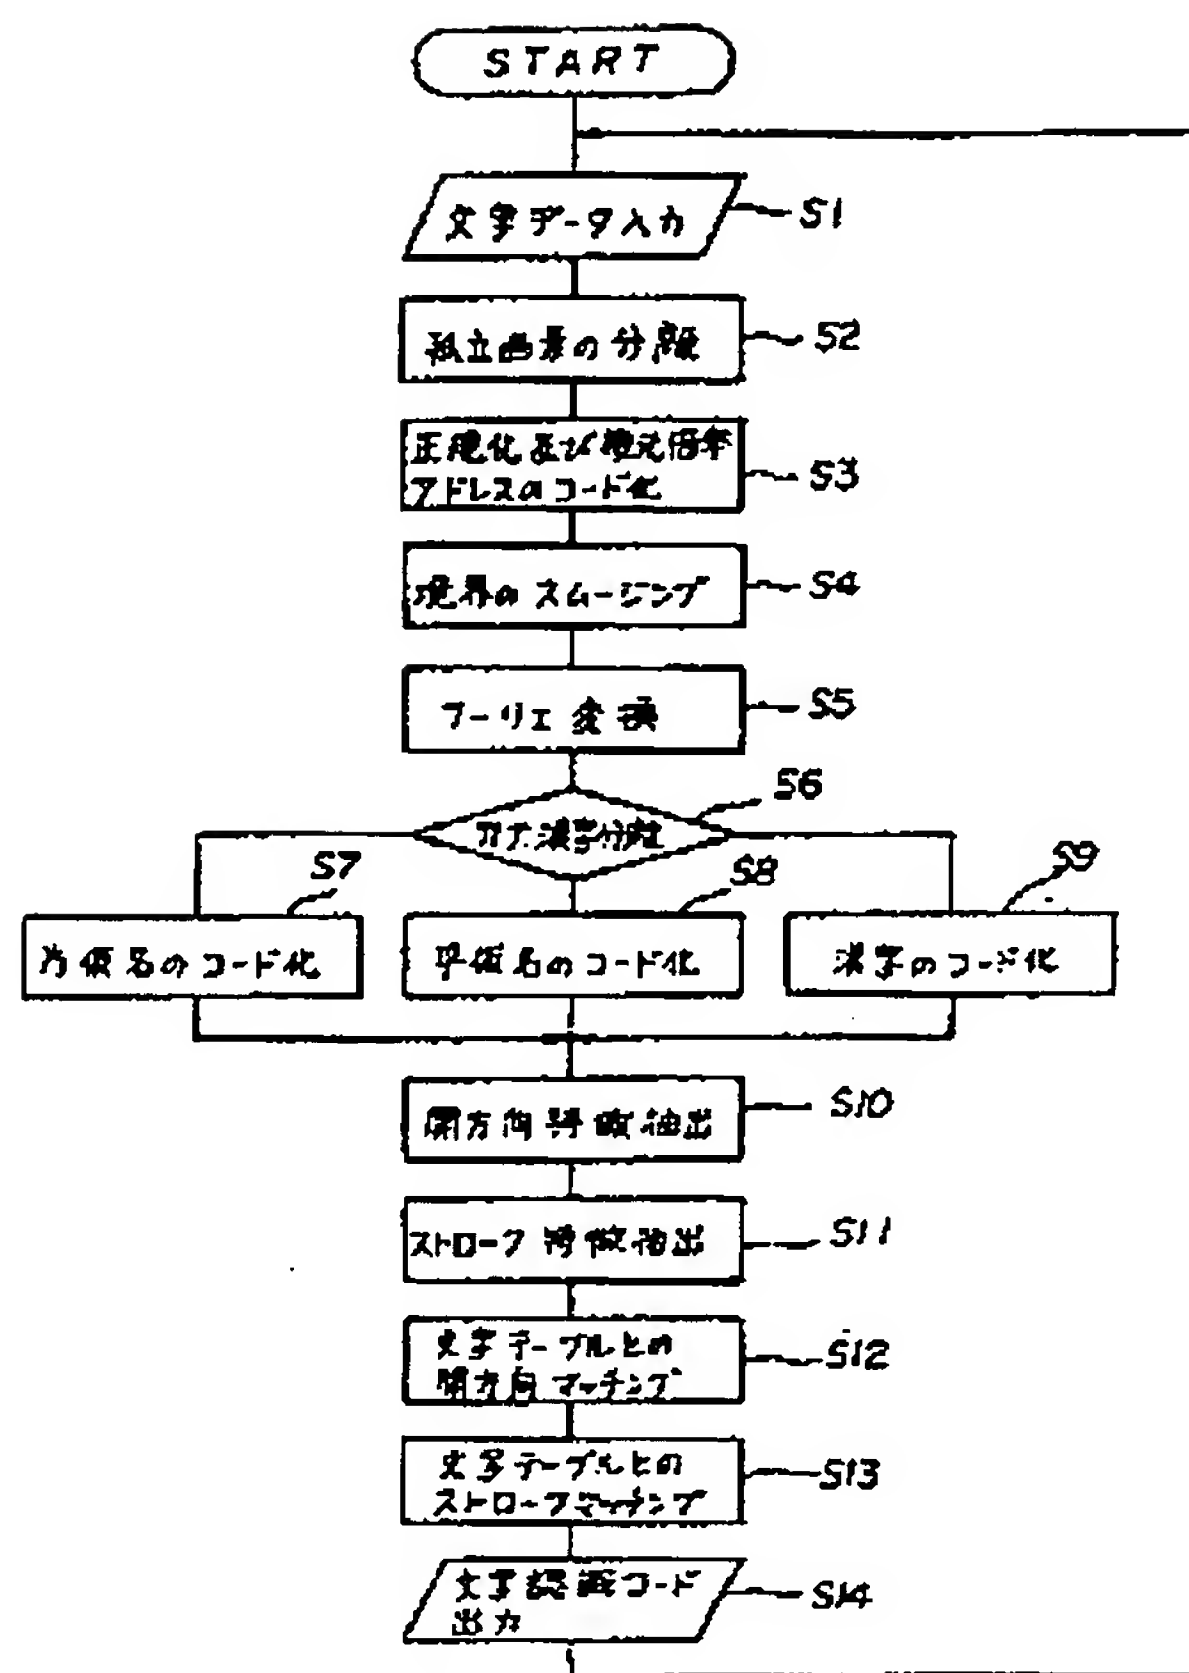 START
文字データ入力
S1
孤立画景の分離
S2
正規化及び復元倍率
アドレスのコード化
S3
境界のスムージング
S4
フーリエ変換
S5
カナ漢字分離
S6
S7
片仮名のコード化
S8
平仮名のコード化
S9
漢字のコード化
開方向特徴抽出
S10
ストローク特徴抽出
S11
文字テーブルとの
開方向マッチング
S12
文字テーブルとの
ストロークマッチング
S13
文字認識コード
出力
S14